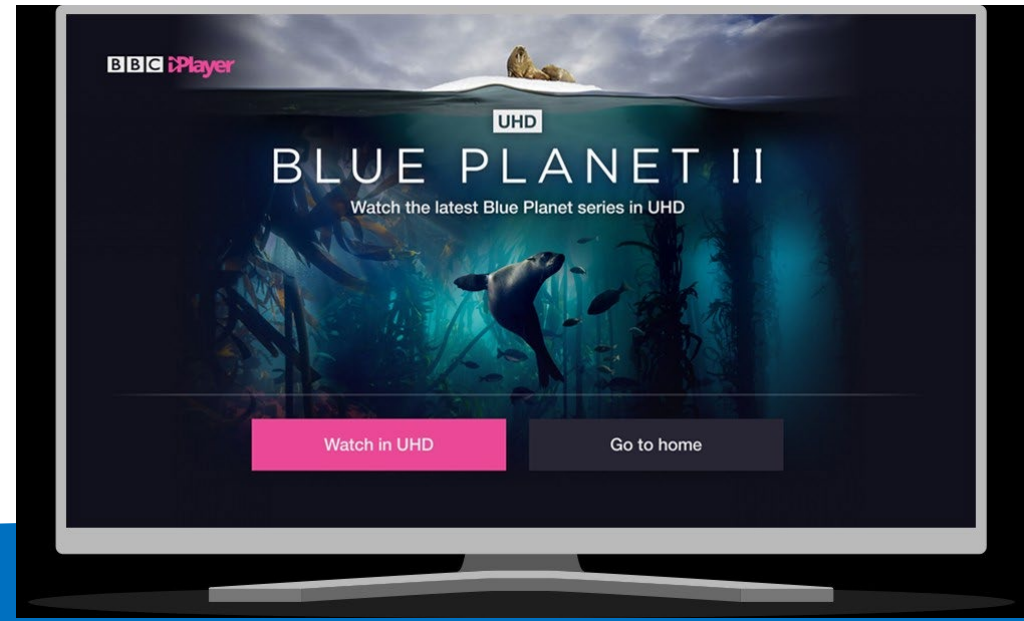 BBC iPlayer
UHD
BLUE PLANET II
Watch the latest Blue Planet series in UHD
Watch in UHD
Go to home